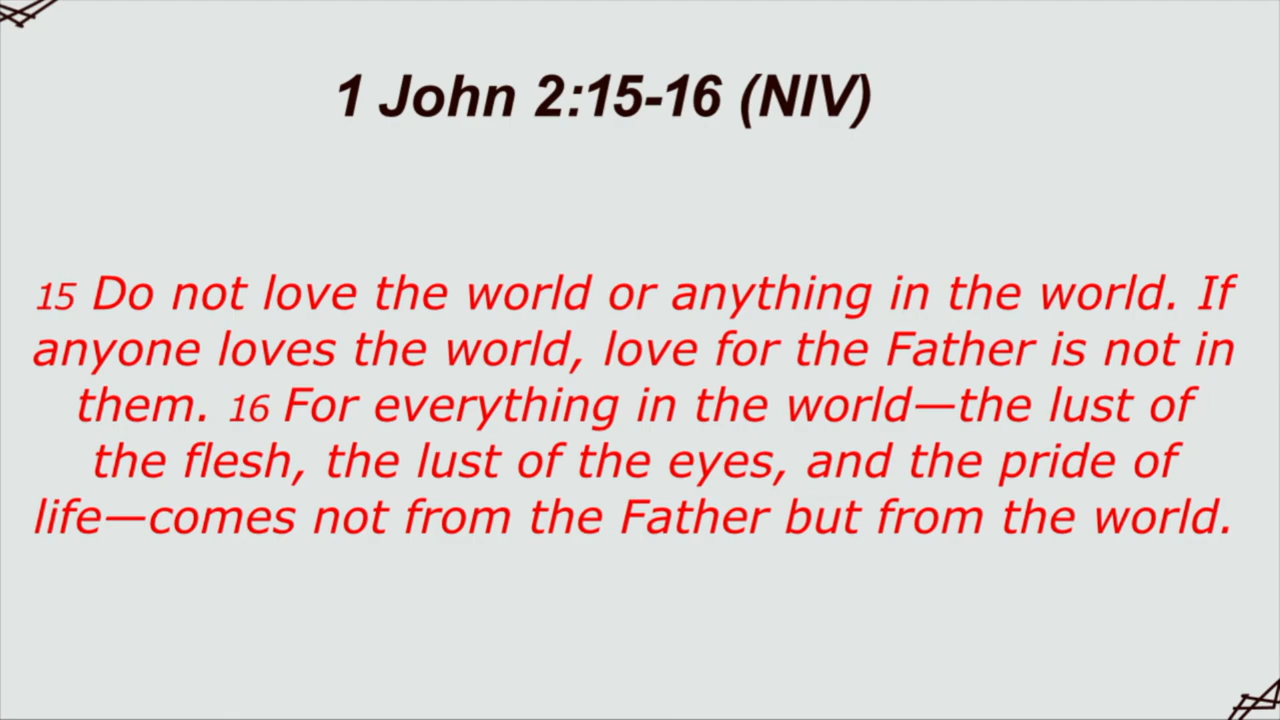 1 John 2:15-16 (NIV)
15 Do not love the world or anything in the world. If
anyone loves the world, love for the Father is not in
them. 16 For everything in the world—the lust of
the flesh, the lust of the eyes, and the pride of
life—comes not from the Father but from the world.